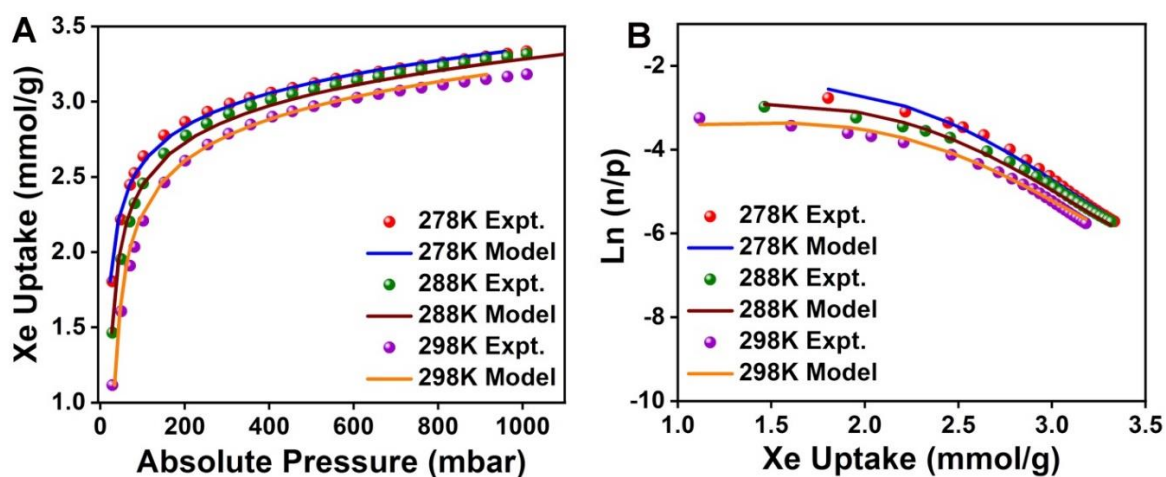 A
Xe Uptake (mmol/g)
3.5
3.0
2.5
2.0
1.5
1.0
278K Expt.
278K Model
288K Expt.
288K Model
298K Expt.
298K Model
0 200 400 600 800 1000
Absolute Pressure (mbar)
B
Ln (n/p)
-2
-4
-6
-8
-10
278K Expt.
278K Model
288K Expt.
288K Model
298K Expt.
298K Model
1.0 1.5 2.0 2.5 3.0 3.5
Xe Uptake (mmol/g)